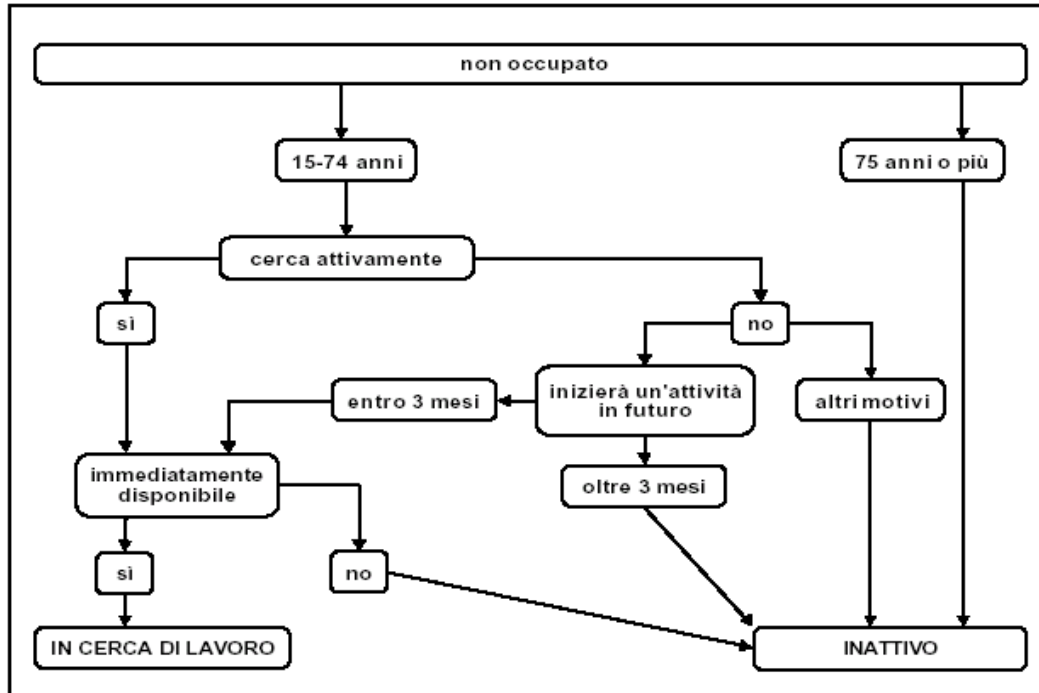 non occupato
15-74 anni
75 anni o più
cerca attivamente
sì
no
entro 3 mesi
inizierà un'attività
in futuro
altri motivi
immediatamente
disponibile
oltre 3 mesi
sì
no
IN CERCA DI LAVORO
INATTIVO